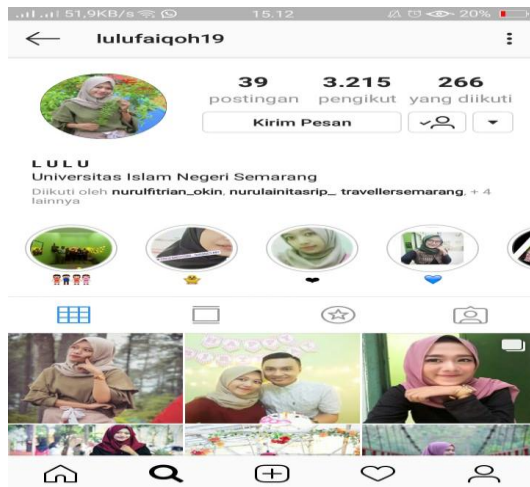 51,9KB/s 15.12 20%
lulufaiqoh19
39 3.215 266
postingan pengikut yang diikuti
Kirim Pesan
L U L U
Universitas Islam Negeri Semarang
Diikuti oleh nurulfitrian_okin, nurulainitasrip_, travellersemarang, + 4
lainnya